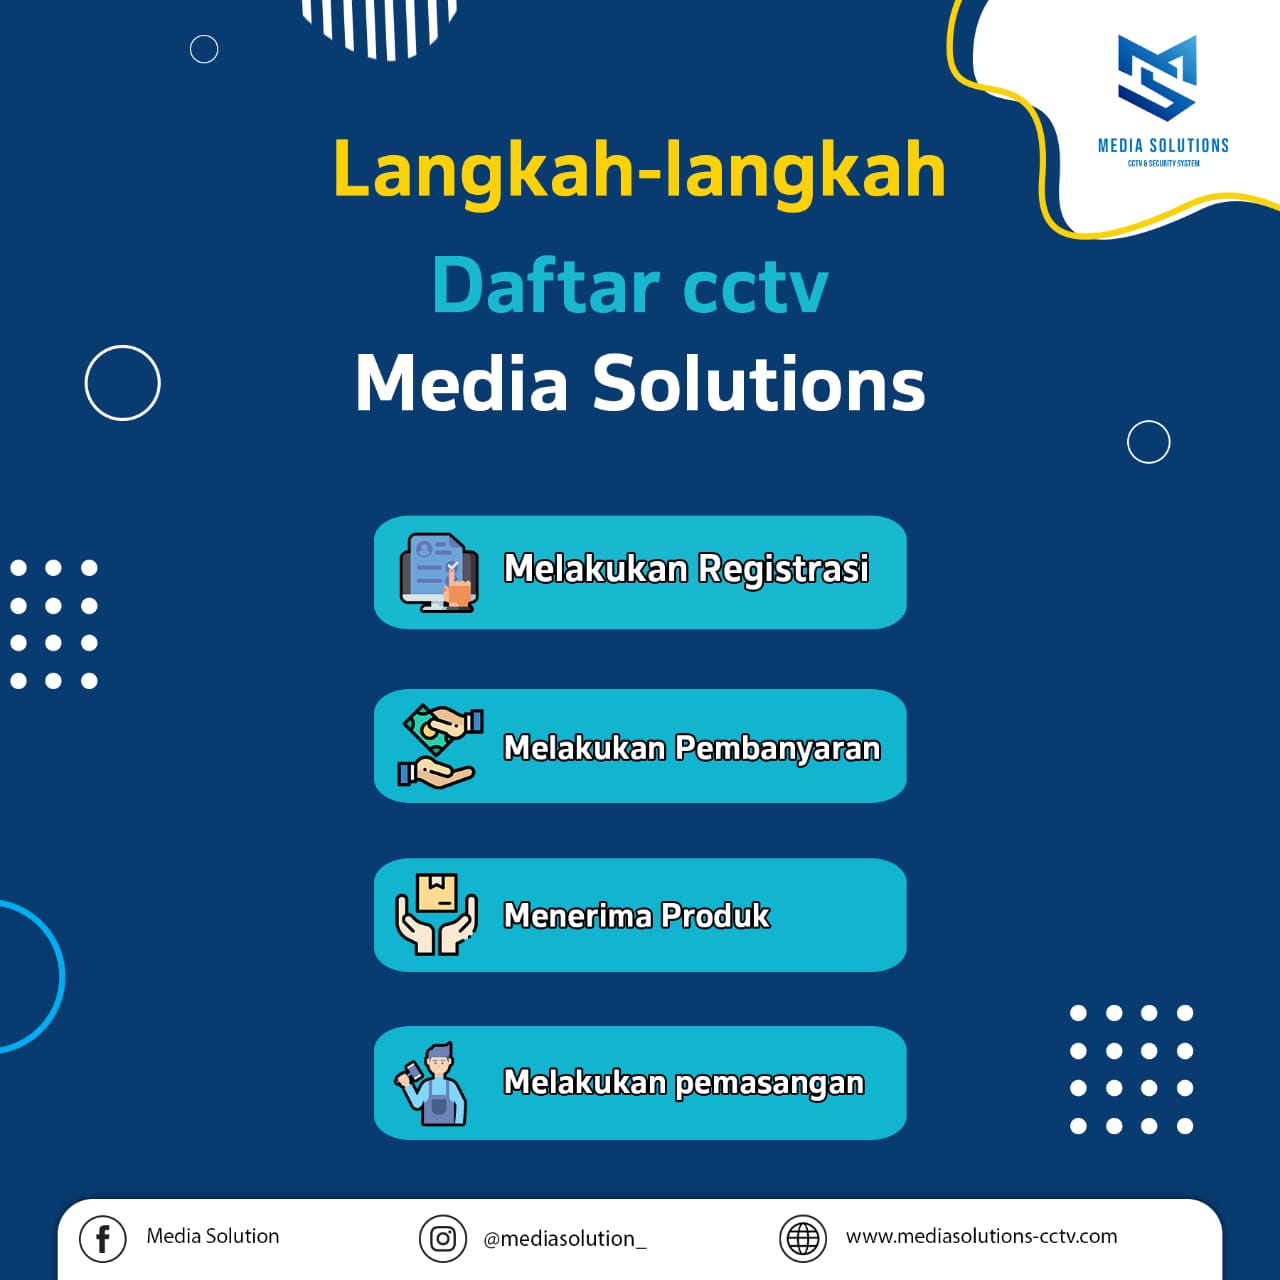 MEDIA SOLUTIONS
CCTV & SECURITY SYSTEM
Langkah-langkah
Daftar cctv
Media Solutions
Melakukan Registrasi
Melakukan Pembanyaran
Menerima Produk
Melakukan pemasangan
Media Solution
@mediasolution_
www.mediasolutions-cctv.com